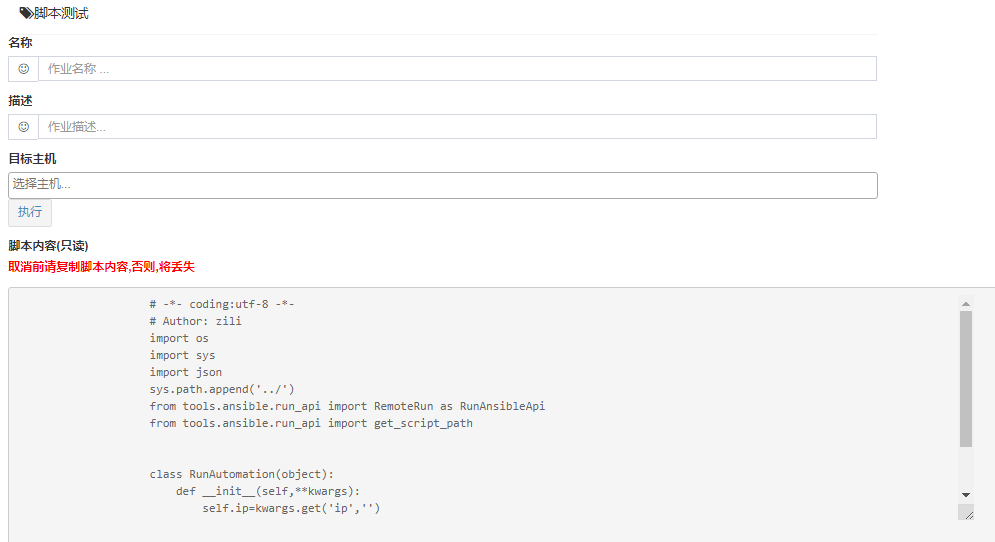 脚本测试
名称
作业名称 ...
描述
作业描述...
目标主机
选择主机...
执行
脚本内容(只读)
取消前请复制脚本内容,否则,将丢失
# -*- coding:utf-8 -*-
# Author: zili
import os
import sys
import json
sys.path.append('../')
from tools.ansible.run_api import RemoteRun as RunAnsibleApi
from tools.ansible.run_api import get_script_path
class RunAutomation(object):
    def __init__(self,**kwargs):
        self.ip=kwargs.get('ip','')